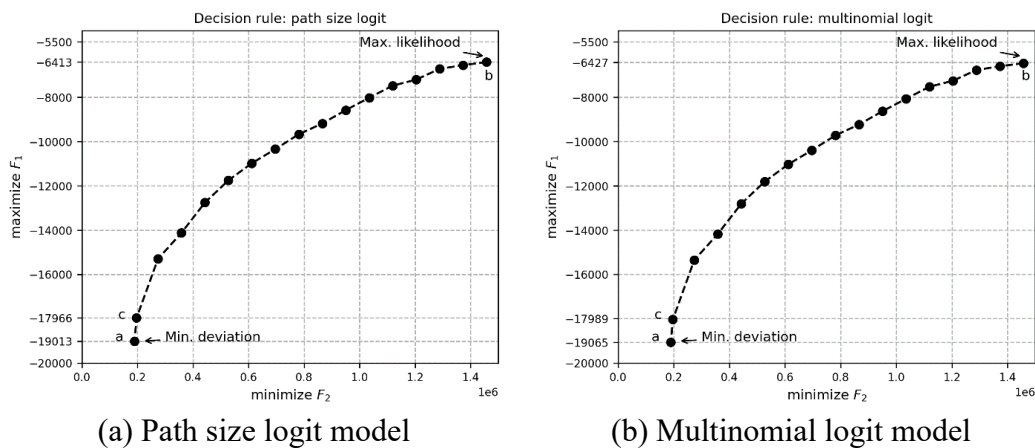 Decision rule: path size logit
Max. likelihood
−5500
−6413
b
−8000
−10000
−12000
−14000
−16000
c
−17966
a
Min. deviation
−19013
−20000
maximize F1
0.0 0.2 0.4 0.6 0.8 1.0 1.2 1.4
1e6
minimize F2
(a) Path size logit model
Decision rule: multinomial logit
Max. likelihood
−5500
−6427
b
−8000
−10000
−12000
−14000
−16000
c
−17989
a
Min. deviation
−19065
−20000
maximize F1
0.0 0.2 0.4 0.6 0.8 1.0 1.2 1.4
1e6
minimize F2
(b) Multinomial logit model